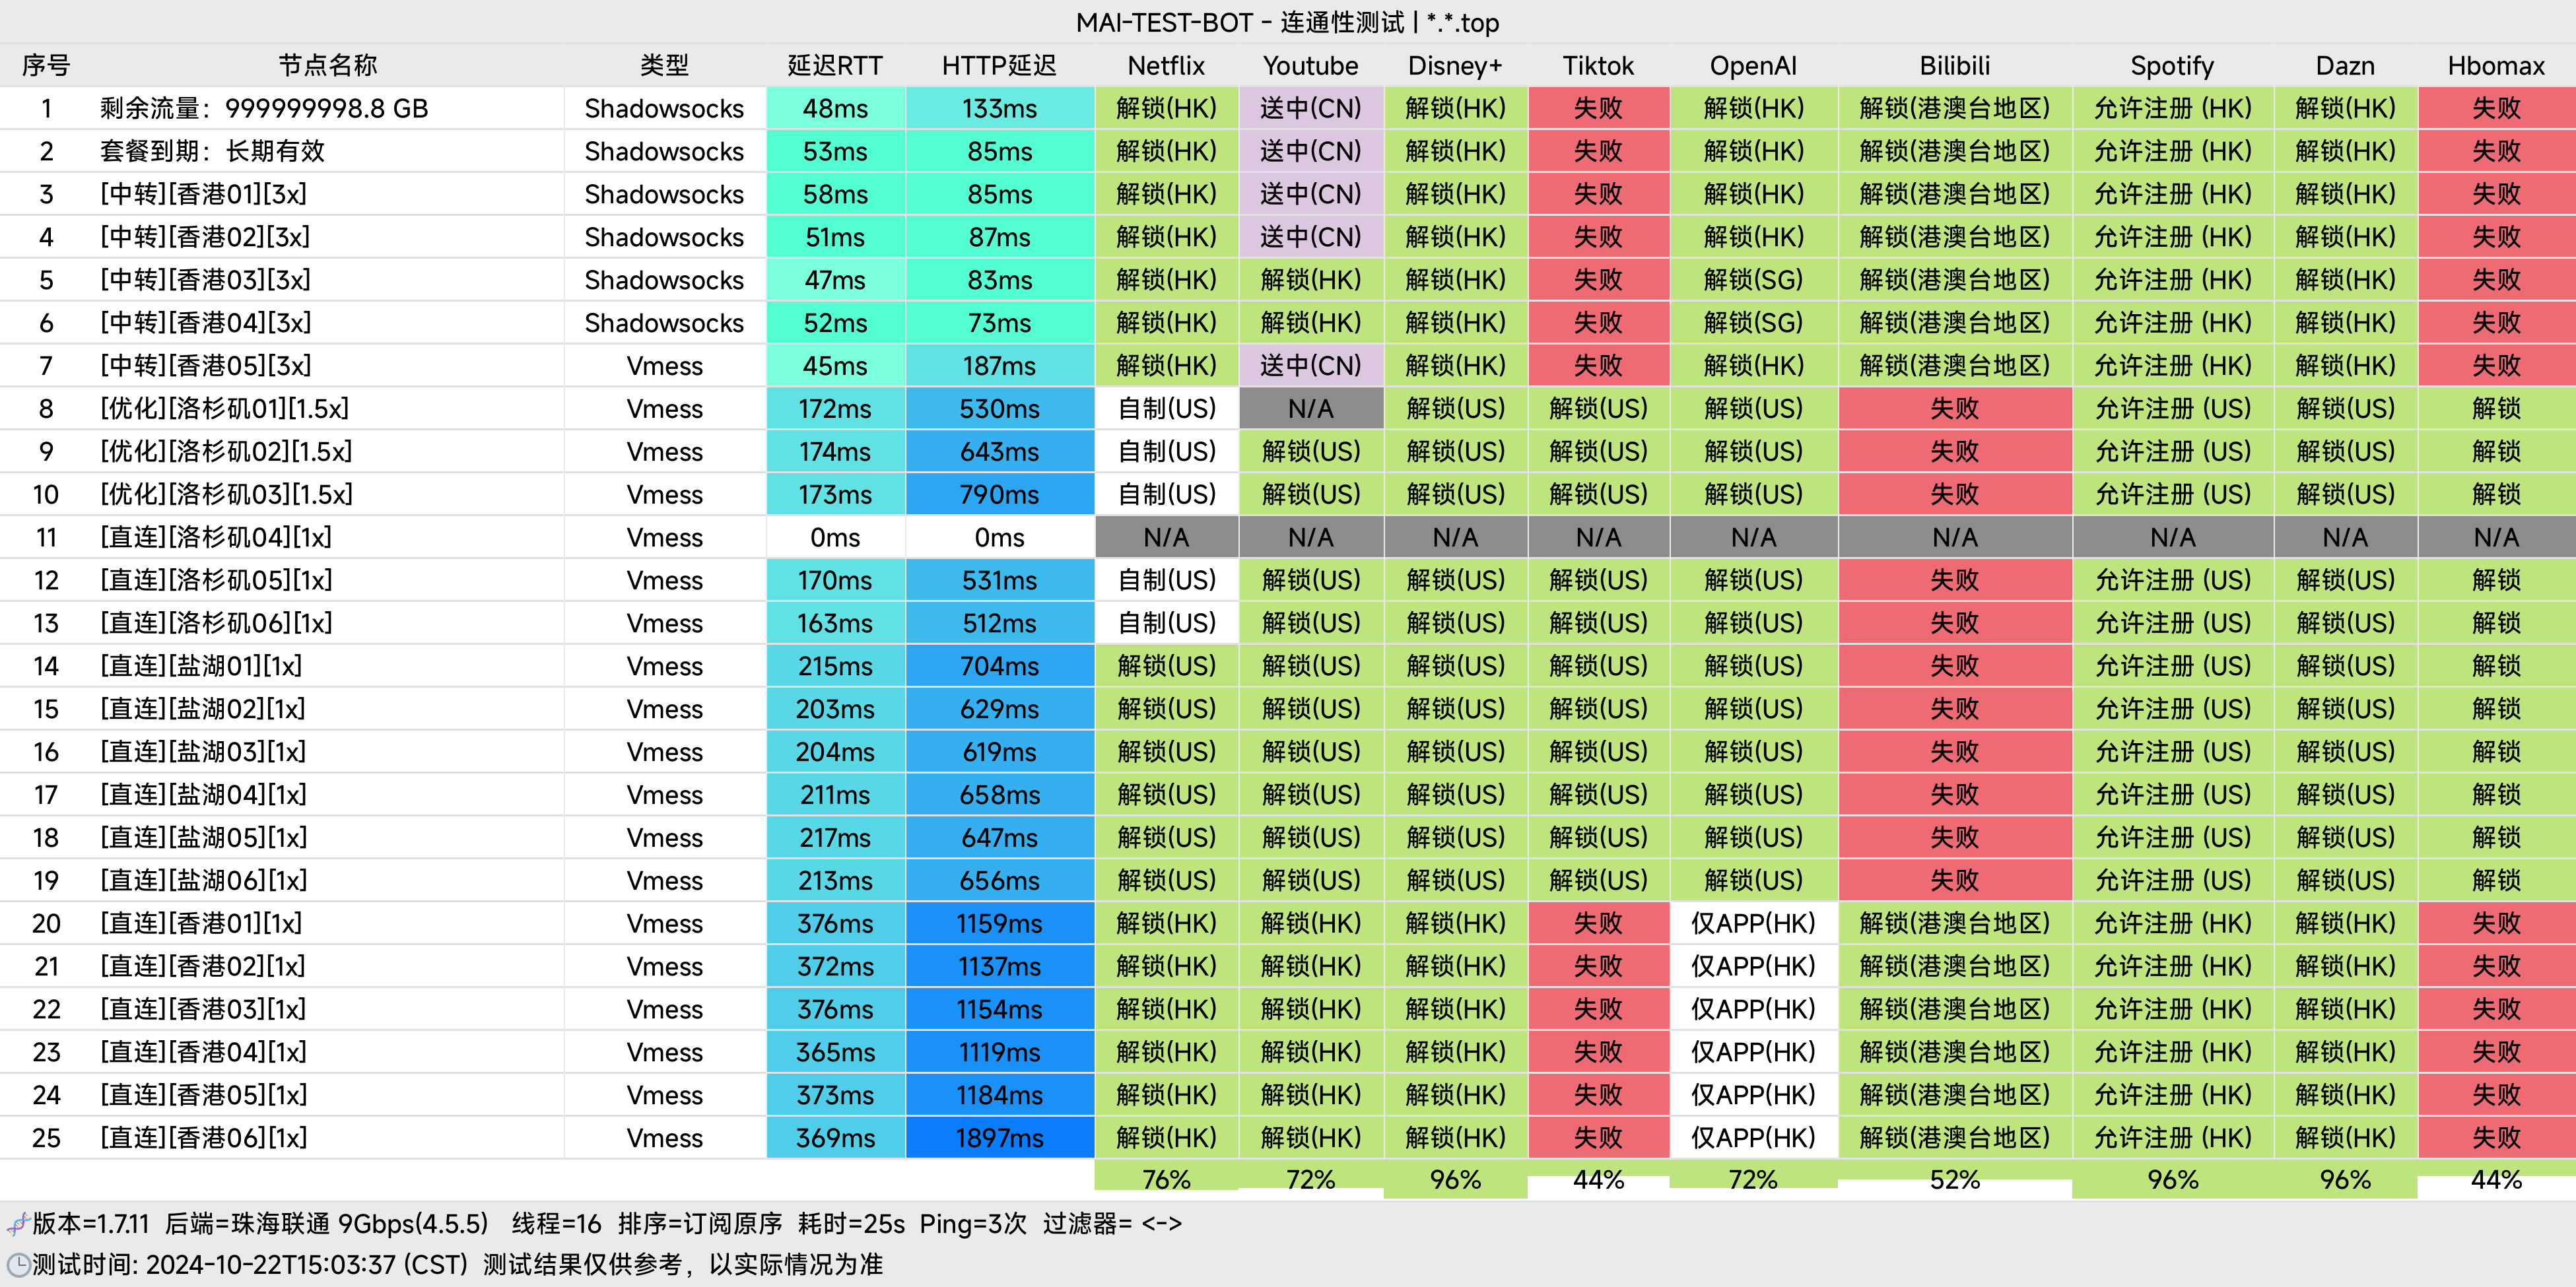 MAI-TEST-BOT - 连通性测试 | *.*.top
序号 节点名称 类型 延迟RTT HTTP延迟 Netflix Youtube Disney+ Tiktok OpenAI Bilibili Spotify Dazn Hbomax
1 剩余流量：999999998.8 GB Shadowsocks 48ms 133ms 解锁(HK) 送中(CN) 解锁(HK) 失败 解锁(HK) 解锁(港澳台地区) 允许注册 (HK) 解锁(HK) 失败
2 套餐到期：长期有效 Shadowsocks 53ms 85ms 解锁(HK) 送中(CN) 解锁(HK) 失败 解锁(HK) 解锁(港澳台地区) 允许注册 (HK) 解锁(HK) 失败
3 [中转][香港01][3x] Shadowsocks 58ms 85ms 解锁(HK) 送中(CN) 解锁(HK) 失败 解锁(HK) 解锁(港澳台地区) 允许注册 (HK) 解锁(HK) 失败
4 [中转][香港02][3x] Shadowsocks 51ms 87ms 解锁(HK) 送中(CN) 解锁(HK) 失败 解锁(HK) 解锁(港澳台地区) 允许注册 (HK) 解锁(HK) 失败
5 [中转][香港03][3x] Shadowsocks 47ms 83ms 解锁(HK) 解锁(HK) 解锁(HK) 失败 解锁(SG) 解锁(港澳台地区) 允许注册 (HK) 解锁(HK) 失败
6 [中转][香港04][3x] Shadowsocks 52ms 73ms 解锁(HK) 解锁(HK) 解锁(HK) 失败 解锁(SG) 解锁(港澳台地区) 允许注册 (HK) 解锁(HK) 失败
7 [中转][香港05][3x] Vmess 45ms 187ms 解锁(HK) 送中(CN) 解锁(HK) 失败 解锁(HK) 解锁(港澳台地区) 允许注册 (HK) 解锁(HK) 失败
8 [优化][洛杉矶01][1.5x] Vmess 172ms 530ms 自制(US) N/A 解锁(US) 解锁(US) 解锁(US) 失败 允许注册 (US) 解锁(US) 解锁
9 [优化][洛杉矶02][1.5x] Vmess 174ms 643ms 自制(US) 解锁(US) 解锁(US) 解锁(US) 解锁(US) 失败 允许注册 (US) 解锁(US) 解锁
10 [优化][洛杉矶03][1.5x] Vmess 173ms 790ms 自制(US) 解锁(US) 解锁(US) 解锁(US) 解锁(US) 失败 允许注册 (US) 解锁(US) 解锁
11 [直连][洛杉矶04][1x] Vmess 0ms 0ms N/A N/A N/A N/A N/A N/A N/A N/A N/A
12 [直连][洛杉矶05][1x] Vmess 170ms 531ms 自制(US) 解锁(US) 解锁(US) 解锁(US) 解锁(US) 失败 允许注册 (US) 解锁(US) 解锁
13 [直连][洛杉矶06][1x] Vmess 163ms 512ms 自制(US) 解锁(US) 解锁(US) 解锁(US) 解锁(US) 失败 允许注册 (US) 解锁(US) 解锁
14 [直连][盐湖01][1x] Vmess 215ms 704ms 解锁(US) 解锁(US) 解锁(US) 解锁(US) 解锁(US) 失败 允许注册 (US) 解锁(US) 解锁
15 [直连][盐湖02][1x] Vmess 203ms 629ms 解锁(US) 解锁(US) 解锁(US) 解锁(US) 解锁(US) 失败 允许注册 (US) 解锁(US) 解锁
16 [直连][盐湖03][1x] Vmess 204ms 619ms 解锁(US) 解锁(US) 解锁(US) 解锁(US) 解锁(US) 失败 允许注册 (US) 解锁(US) 解锁
17 [直连][盐湖04][1x] Vmess 211ms 658ms 解锁(US) 解锁(US) 解锁(US) 解锁(US) 解锁(US) 失败 允许注册 (US) 解锁(US) 解锁
18 [直连][盐湖05][1x] Vmess 217ms 647ms 解锁(US) 解锁(US) 解锁(US) 解锁(US) 解锁(US) 失败 允许注册 (US) 解锁(US) 解锁
19 [直连][盐湖06][1x] Vmess 213ms 656ms 解锁(US) 解锁(US) 解锁(US) 解锁(US) 解锁(US) 失败 允许注册 (US) 解锁(US) 解锁
20 [直连][香港01][1x] Vmess 376ms 1159ms 解锁(HK) 解锁(HK) 解锁(HK) 失败 仅APP(HK) 解锁(港澳台地区) 允许注册 (HK) 解锁(HK) 失败
21 [直连][香港02][1x] Vmess 372ms 1137ms 解锁(HK) 解锁(HK) 解锁(HK) 失败 仅APP(HK) 解锁(港澳台地区) 允许注册 (HK) 解锁(HK) 失败
22 [直连][香港03][1x] Vmess 376ms 1154ms 解锁(HK) 解锁(HK) 解锁(HK) 失败 仅APP(HK) 解锁(港澳台地区) 允许注册 (HK) 解锁(HK) 失败
23 [直连][香港04][1x] Vmess 365ms 1119ms 解锁(HK) 解锁(HK) 解锁(HK) 失败 仅APP(HK) 解锁(港澳台地区) 允许注册 (HK) 解锁(HK) 失败
24 [直连][香港05][1x] Vmess 373ms 1184ms 解锁(HK) 解锁(HK) 解锁(HK) 失败 仅APP(HK) 解锁(港澳台地区) 允许注册 (HK) 解锁(HK) 失败
25 [直连][香港06][1x] Vmess 369ms 1897ms 解锁(HK) 解锁(HK) 解锁(HK) 失败 仅APP(HK) 解锁(港澳台地区) 允许注册 (HK) 解锁(HK) 失败
76% 72% 96% 44% 72% 52% 96% 96% 44%
版本=1.7.11 后端=珠海联通 9Gbps(4.5.5) 线程=16 排序=订阅原序 耗时=25s Ping=3次 过滤器= <->
测试时间: 2024-10-22T15:03:37 (CST) 测试结果仅供参考，以实际情况为准